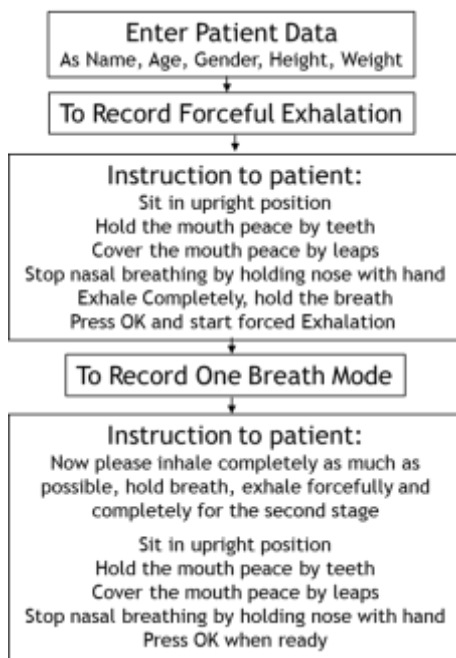 Enter Patient Data
As Name, Age, Gender, Height, Weight
To Record Forceful Exhalation
Instruction to patient:
Sit in upright position
Hold the mouth peace by teeth
Cover the mouth peace by leaps
Stop nasal breathing by holding nose with hand
Exhale Completely, hold the breath
Press OK and start forced Exhalation
To Record One Breath Mode
Instruction to patient:
Now please inhale completely as much as
possible, hold breath, exhale forcefully and
completely for the second stage
Sit in upright position
Hold the mouth peace by teeth
Cover the mouth peace by leaps
Stop nasal breathing by holding nose with hand
Press OK when ready